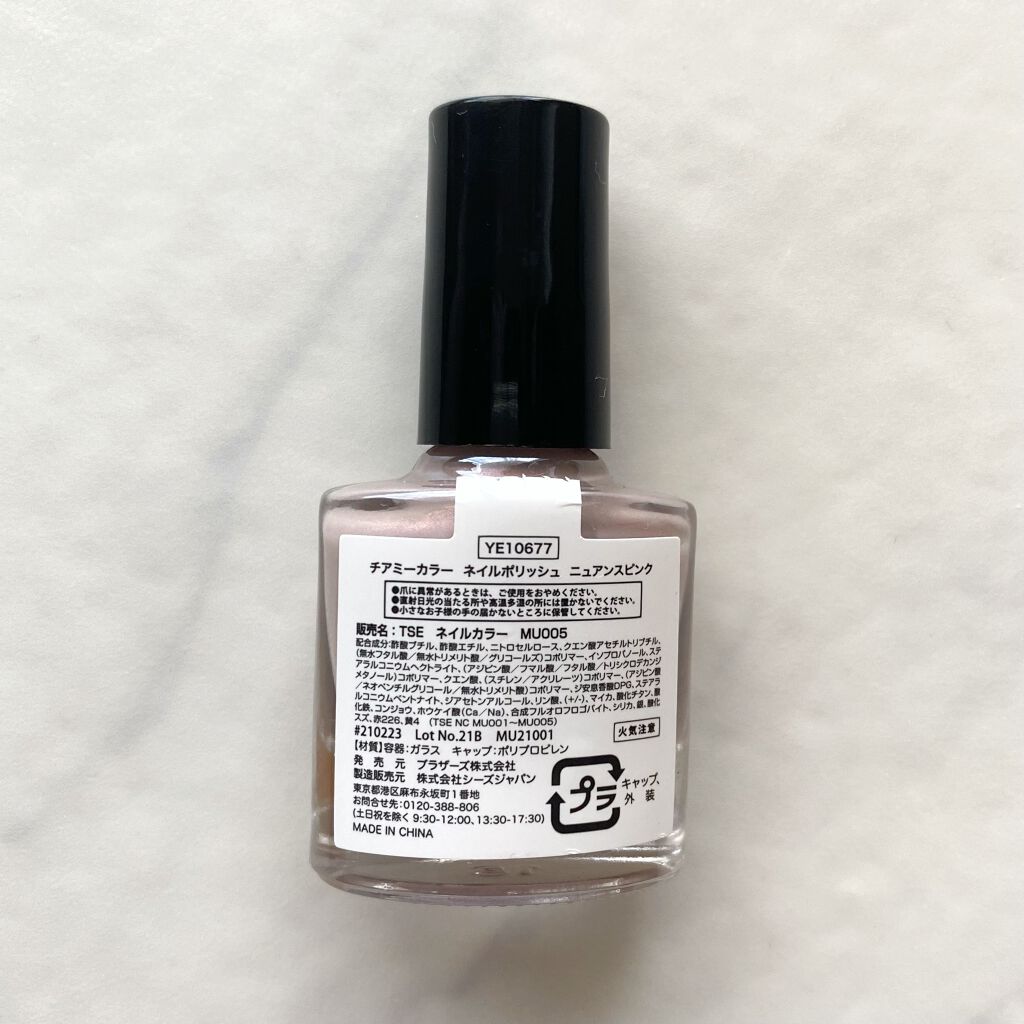 YE10677
チアミーカラー ネイルポリッシュ ニュアンスピンク
●爪に異常があるときは、ご使用をおやめください。
●直射日光の当たる所や高温多湿の所には置かないでください。
●小さなお子様の手の届かないところに保管してください。
販売名：TSE ネイルカラー MU005
配合成分：酢酸ブチル、酢酸エチル、ニトロセルロース、クエン酸アセチルトリブチル、
(無水フタル酸／無水トリメリト酸／グリコールズ)コポリマー、イソプロパノール、ステ
アラルコニウムヘクトライト、(アジピン酸／フマル酸／フタル酸／トリシクロデカンジ
メタノール)コポリマー、クエン酸、(スチレン／アクリレーツ)コポリマー、(アジピン酸
／ネオペンチルグリコール／無水トリメリト酸)コポリマー、ジ安息香酸DPG、ステアラ
ルコニウムベントナイト、ジアセトンアルコール、リン酸、(+/-)、マイカ、酸化チタン、酸
化鉄、コンジョウ、ホウケイ酸(Ca／Na)、合成フルオロフロゴパイト、シリカ、銀、酸化
スズ、赤226、黄4 (TSE NC MU001～MU005)
#210223 Lot No.21B MU21001
火気注意
【材質】容器：ガラス キャップ：ポリプロピレン
発売元 ブラザーズ株式会社
製造販売元 株式会社シーズジャパン
東京都港区麻布永坂町1番地
お問合せ先：0120-388-806
(土日祝を除く 9:30-12:00、13:30-17:30)
MADE IN CHINA
プラ
キャップ、
外装